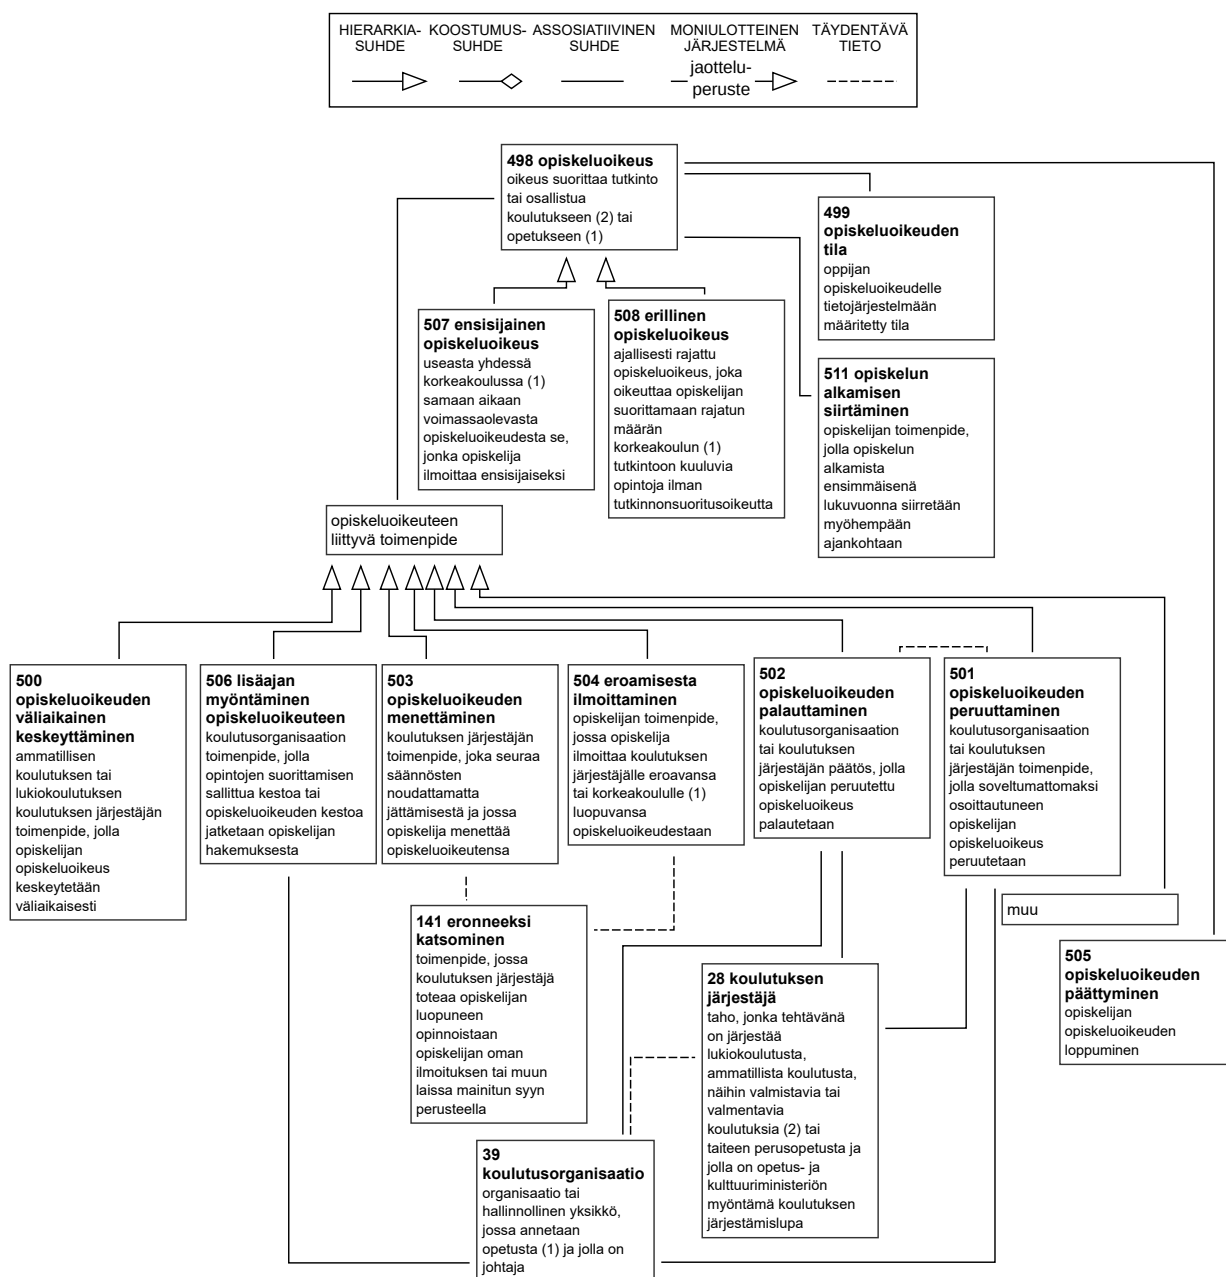 HIERARKIA-
SUHDE
KOOSTUMUS-
SUHDE
ASSOSIATIIVINEN
SUHDE
MONIULOTTEINEN
JÄRJESTELMÄ
TÄYDENTÄVÄ
TIETO
jaottelu-
peruste
498 opiskeluoikeus
oikeus suorittaa tutkinto
tai osallistua
koulutukseen (2) tai
opetukseen (1)
499
opiskeluoikeuden
tila
oppijan
opiskeluoikeudelle
tietojärjestelmään
määritetty tila
507 ensisijainen
opiskeluoikeus
useasta yhdessä
korkeakoulussa (1)
samaan aikaan
voimassaolevasta
opiskeluoikeudesta se,
jonka opiskelija
ilmoittaa ensisijaiseksi
508 erillinen
opiskeluoikeus
ajallisesti rajattu
opiskeluoikeus, joka
oikeuttaa opiskelijan
suorittamaan rajatun
määrän
korkeakoulun (1)
tutkintoon kuuluvia
opintoja ilman
tutkinnonsuoritusoikeutta
511 opiskelun
alkamisen
siirtäminen
opiskelijan toimenpide,
jolla opiskelun
alkamista
ensimmäisenä
lukuvuonna siirretään
myöhempään
ajankohtaan
opiskeluoikeuteen
liittyvä toimenpide
500
opiskeluoikeuden
väliaikainen
keskeyttäminen
ammatillisen
koulutuksen tai
lukiokoulutuksen
koulutuksen järjestäjän
toimenpide, jolla
opiskelijan
opiskeluoikeus
keskeytetään
väliaikaisesti
506 lisäajan
myöntäminen
opiskeluoikeuteen
koulutusorganisaation
toimenpide, jolla
opintojen suorittamisen
sallittua kestoa tai
opiskeluoikeuden kestoa
jatketaan opiskelijan
hakemuksesta
503
opiskeluoikeuden
menettäminen
koulutuksen järjestäjän
toimenpide, joka seuraa
säännösten
noudattamatta
jättämisestä ja jossa
opiskelija menettää
opiskeluoikeutensa
504 eroamisesta
ilmoittaminen
opiskelijan toimenpide,
jossa opiskelija
ilmoittaa koulutuksen
järjestäjälle eroavansa
tai korkeakoululle (1)
luopuvansa
opiskeluoikeudestaan
502
opiskeluoikeuden
palauttaminen
koulutusorganisaation
tai koulutuksen
järjestäjän päätös, jolla
opiskelijan peruutettu
opiskeluoikeus
palautetaan
501
opiskeluoikeuden
peruuttaminen
koulutusorganisaation
tai koulutuksen
järjestäjän toimenpide,
jolla soveltumattomaksi
osoittautuneen
opiskelijan
opiskeluoikeus
peruutetaan
muu
141 eronneeksi
katsominen
toimenpide, jossa
koulutuksen järjestäjä
toteaa opiskelijan
luopuneen
opinnoistaan
opiskelijan oman
ilmoituksen tai muun
laissa mainitun syyn
perusteella
28 koulutuksen
järjestäjä
taho, jonka tehtävänä
on järjestää
lukiokoulutusta,
ammatillista koulutusta,
näihin valmistavia tai
valmentavia
koulutuksia (2) tai
taiteen perusopetusta ja
jolla on opetus- ja
kulttuuriministeriön
myöntämä koulutuksen
järjestämislupa
505
opiskeluoikeuden
päättyminen
opiskelijan
opiskeluoikeuden
loppuminen
39
koulutusorganisaatio
organisaatio tai
hallinnollinen yksikkö,
jossa annetaan
opetusta (1) ja jolla on
johtaja